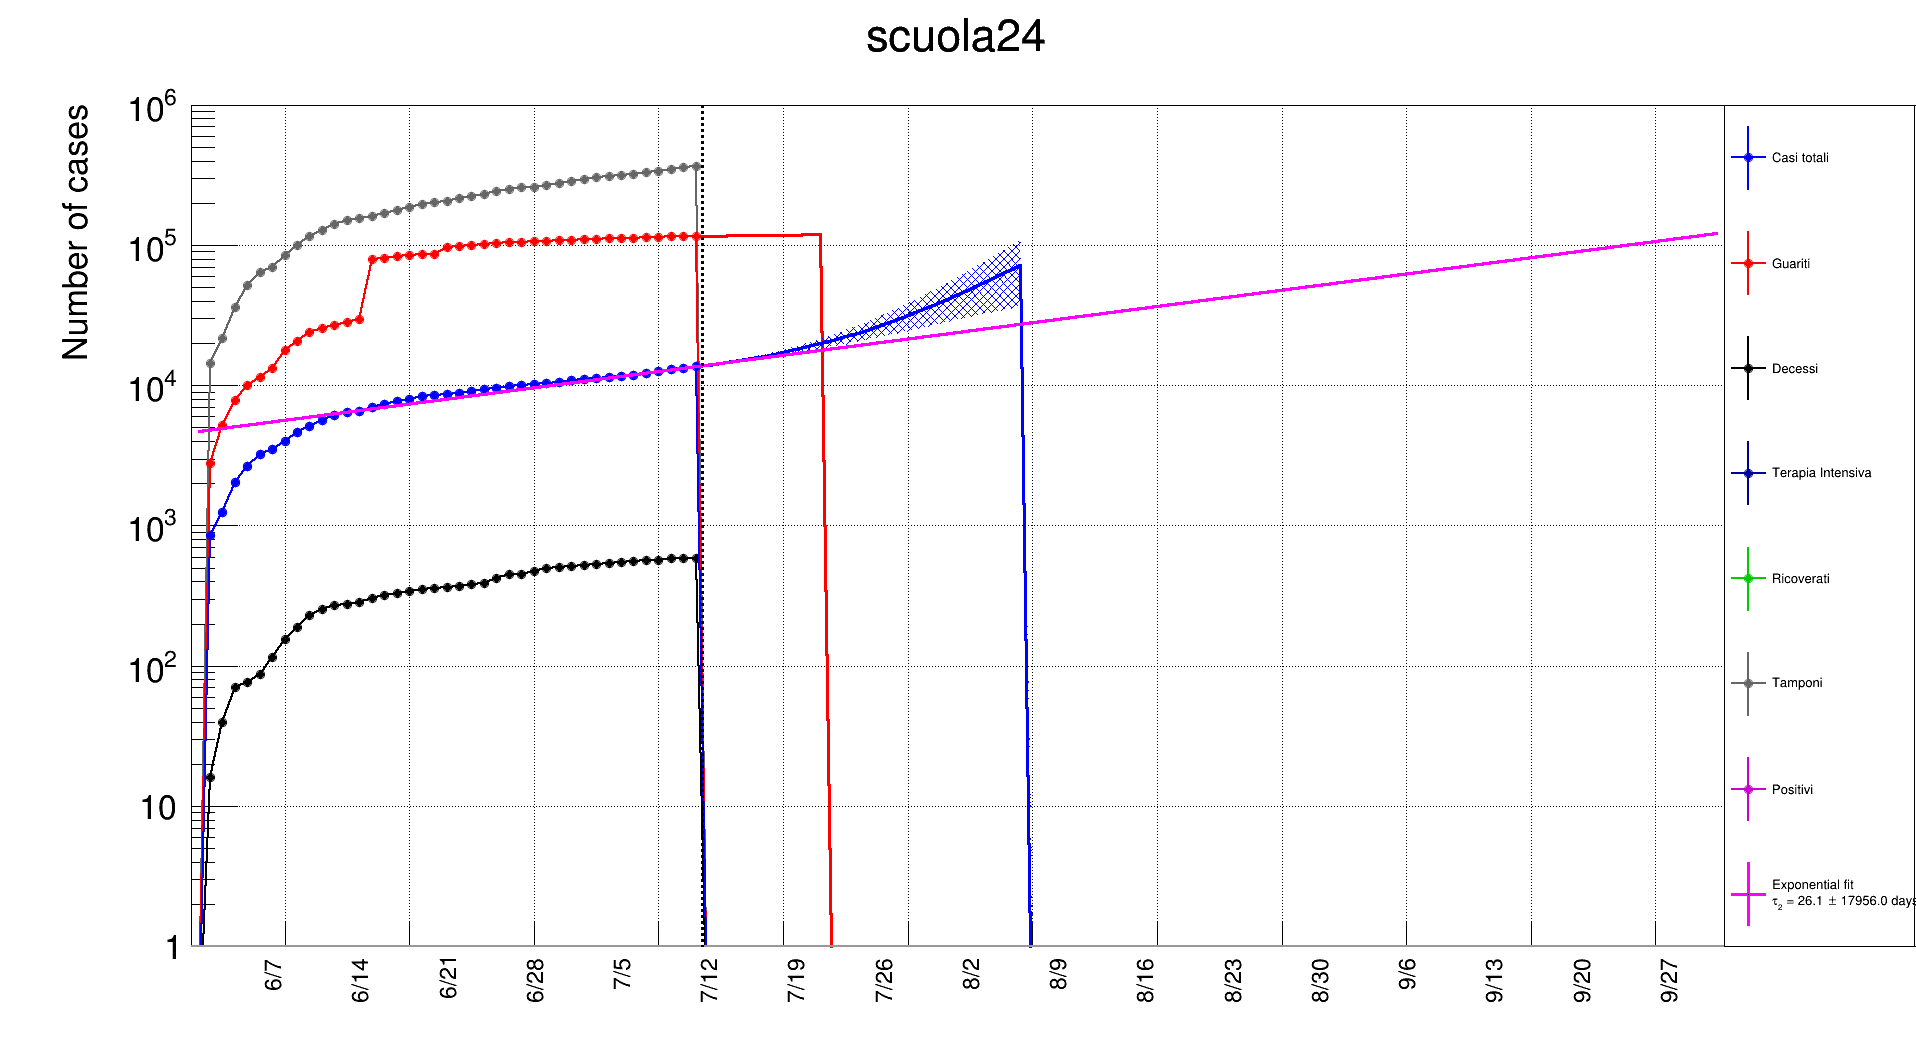 scuola24
Number of cases
10^6
10^5
10^4
10^3
10^2
10
1
6/7
6/14
6/21
6/28
7/5
7/12
7/19
7/26
8/2
8/9
8/16
8/23
8/30
9/6
9/13
9/20
9/27
Casi totali
Guariti
Decessi
Terapia Intensiva
Ricoverati
Tamponi
Positivi
Exponential fit
τ_2 = 26.1 ± 17956.0 days